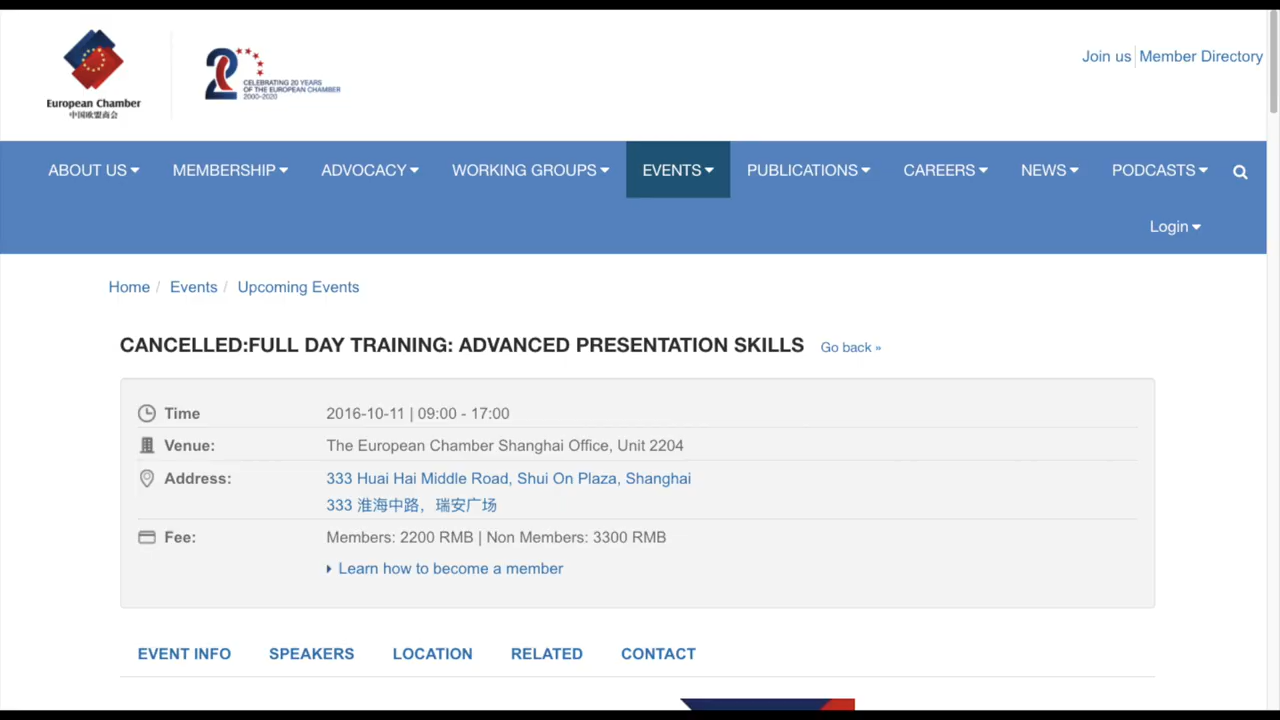 European Chamber
中国欧盟商会
20
CELEBRATING 20 YEARS
OF THE EUROPEAN CHAMBER
2000-2020
Join us
Member Directory
ABOUT US
MEMBERSHIP
ADVOCACY
WORKING GROUPS
EVENTS
PUBLICATIONS
CAREERS
NEWS
PODCASTS
Login
Home / Events / Upcoming Events
CANCELLED:FULL DAY TRAINING: ADVANCED PRESENTATION SKILLS Go back »
Time 2016-10-11 | 09:00 - 17:00
Venue: The European Chamber Shanghai Office, Unit 2204
Address: 333 Huai Hai Middle Road, Shui On Plaza, Shanghai
333 淮海中路，瑞安广场
Fee: Members: 2200 RMB | Non Members: 3300 RMB
Learn how to become a member
EVENT INFO
SPEAKERS
LOCATION
RELATED
CONTACT